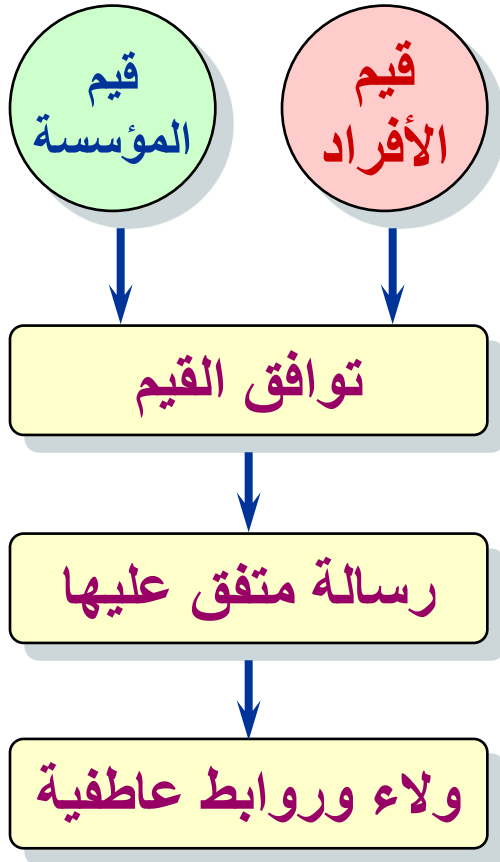 قيم
الأفراد
قيم
المؤسسة
توافق القيم
رسالة متفق عليها
ولاء وروابط عاطفية